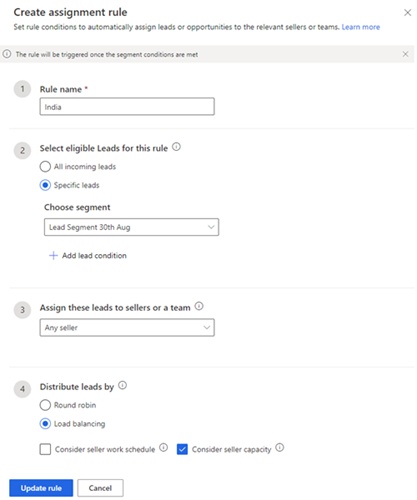 Create assignment rule
Set rule conditions to automatically assign leads or opportunities to the relevant sellers or teams. Learn more
The rule will be triggered once the segment conditions are met
1 Rule name *
India
2 Select eligible Leads for this rule
All incoming leads
Specific leads
Choose segment
Lead Segment 30th Aug
Add lead condition
3 Assign these leads to sellers or a team
Any seller
4 Distribute leads by
Round robin
Load balancing
Consider seller work schedule Consider seller capacity
Update rule Cancel